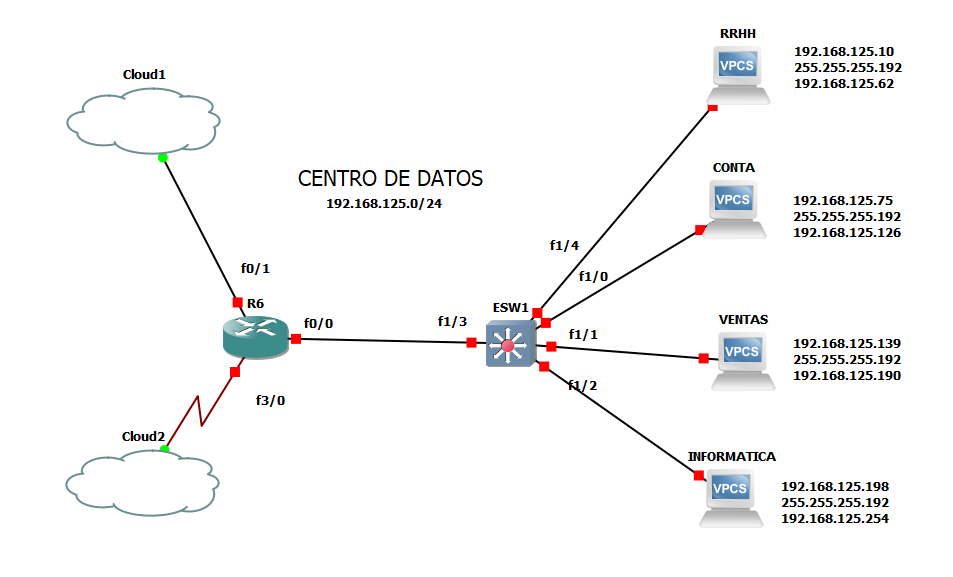 RRHH
VPCS
192.168.125.10
255.255.255.192
192.168.125.62
Cloud1
CENTRO DE DATOS
192.168.125.0/24
CONTA
VPCS
192.168.125.75
255.255.255.192
192.168.125.126
f1/4
f1/0
f0/1
R6
f0/0
f1/3
ESW1
f1/1
VENTAS
VPCS
192.168.125.139
255.255.255.192
192.168.125.190
f1/2
f3/0
Cloud2
INFORMATICA
VPCS
192.168.125.198
255.255.255.192
192.168.125.254